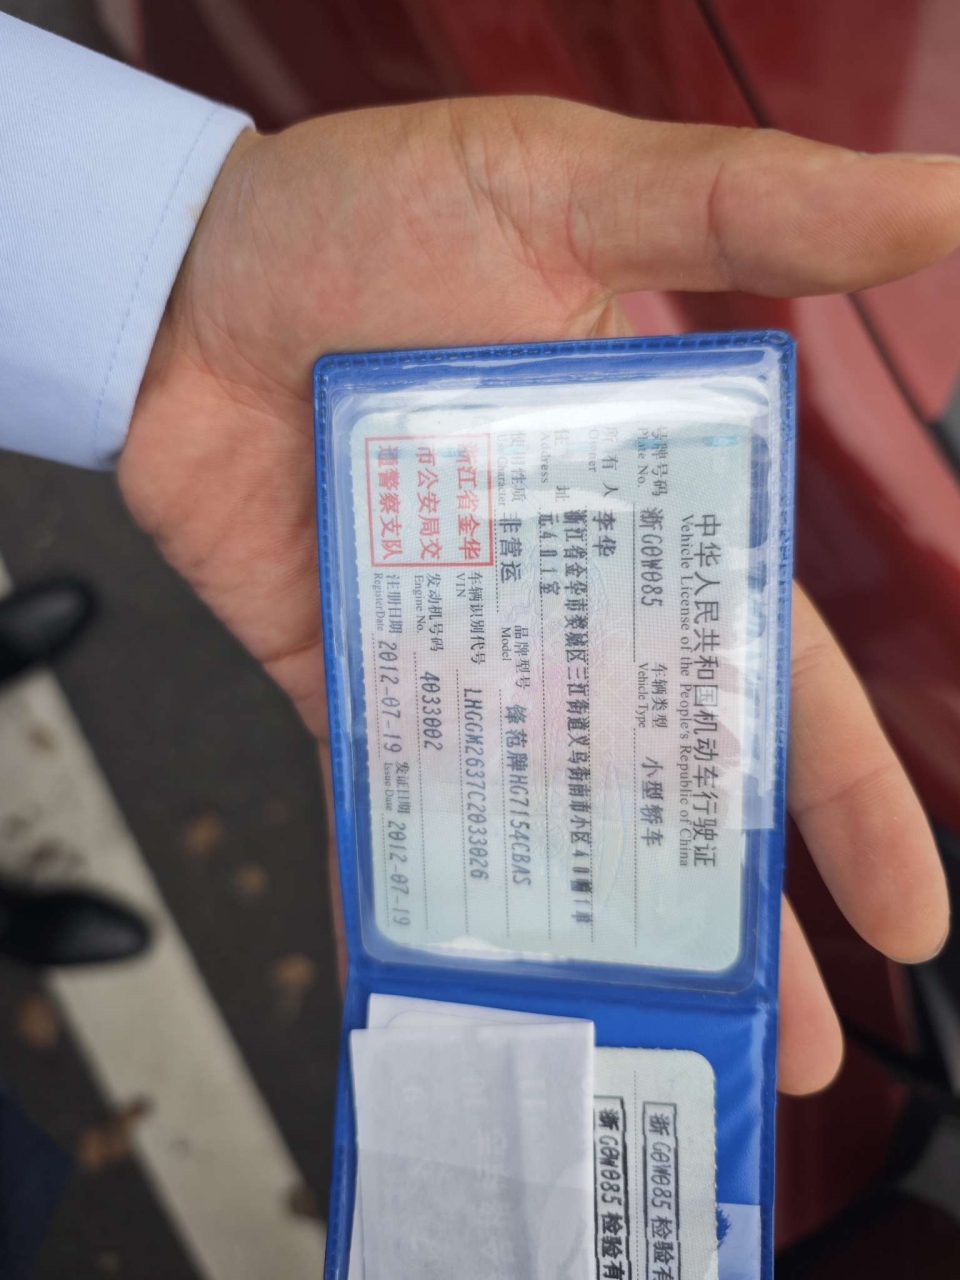 中华人民共和国机动车行驶证
Vehicle License of the People's Republic of China
号牌号码 浙G0W085 车辆类型 小型轿车
Plate No. Vehicle Type
所有人 李华
Owner
住址 浙江省金华市婺城区三江街道义乌街南市小区40幢1单
Address 元401室
使用性质 非营运 品牌型号 锋范牌HG7154CBAS
Use Character Model
浙江省金华
市公安局交
通警察支队
车辆识别代号 LHGGM2637C2033026
VIN
发动机号码 4033002
Engine No.
注册日期 2012-07-19 发证日期 2012-07-19
Register Date Issue Date
浙G0W085 检验有
浙G0W085 检验有